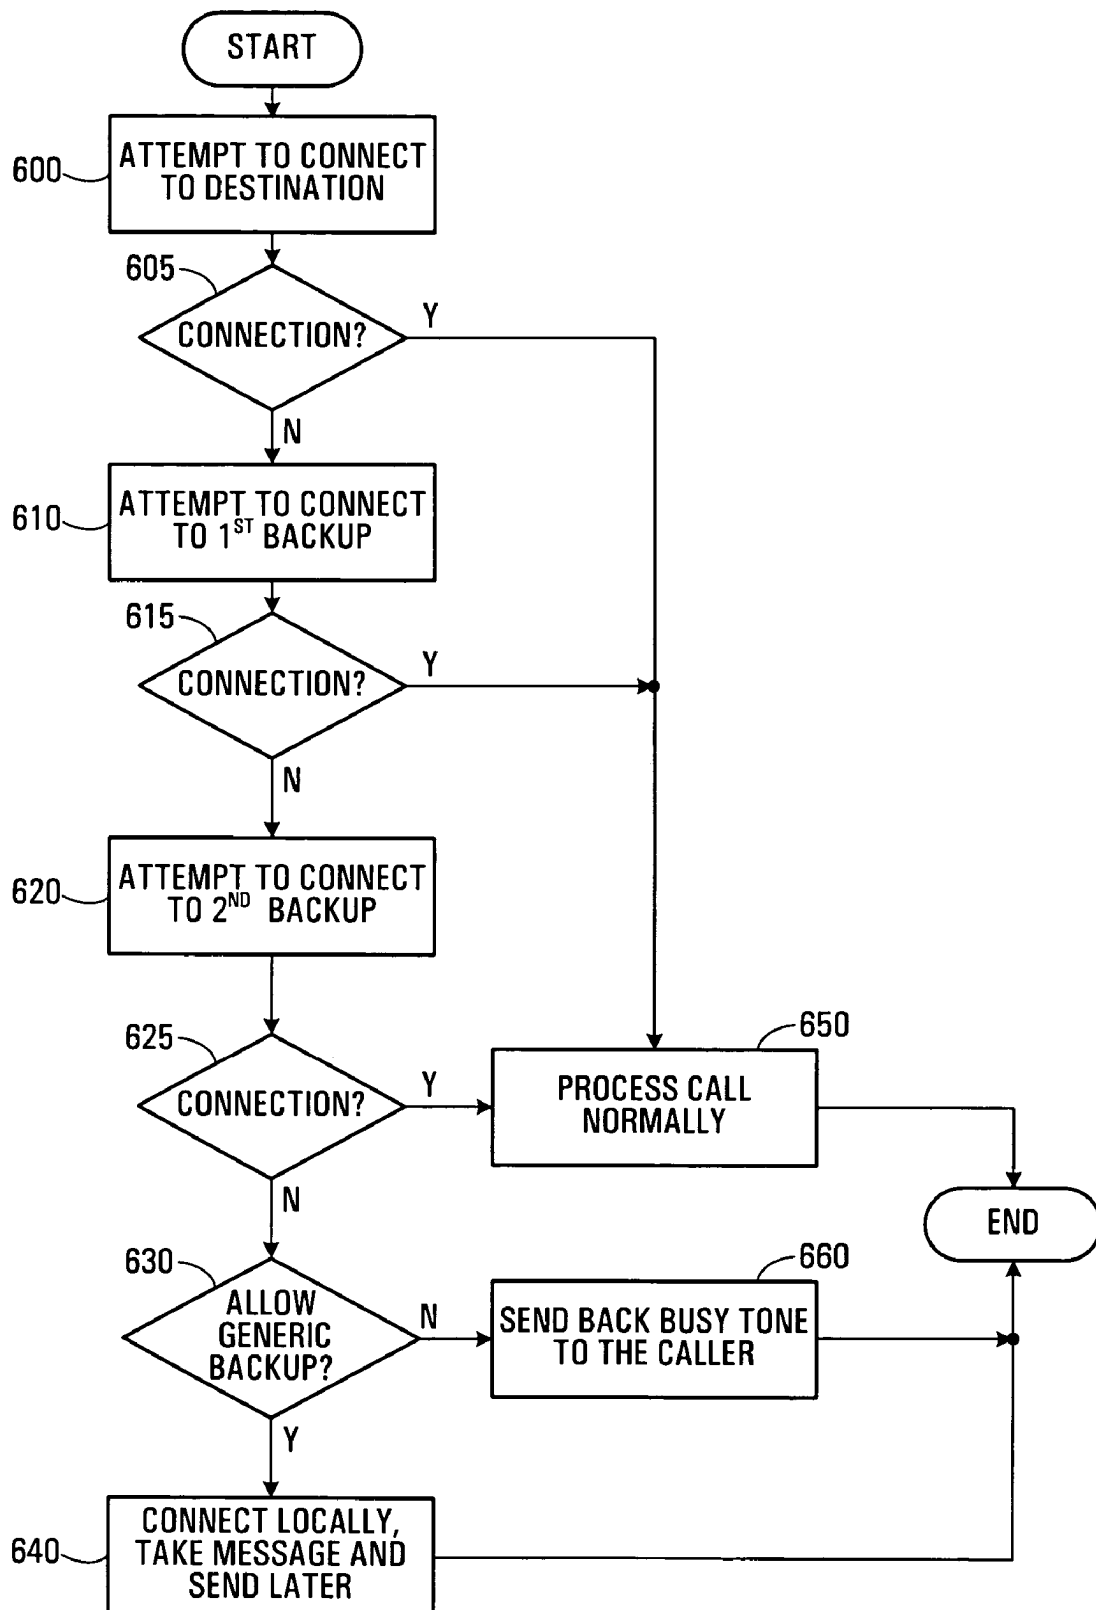 START
600
ATTEMPT TO CONNECT
TO DESTINATION
605
CONNECTION?
Y
N
610
ATTEMPT TO CONNECT
TO 1ST BACKUP
615
CONNECTION?
Y
N
620
ATTEMPT TO CONNECT
TO 2ND BACKUP
625
CONNECTION?
Y
N
650
PROCESS CALL
NORMALLY
END
630
ALLOW
GENERIC
BACKUP?
N
Y
660
SEND BACK BUSY TONE
TO THE CALLER
640
CONNECT LOCALLY,
TAKE MESSAGE AND
SEND LATER